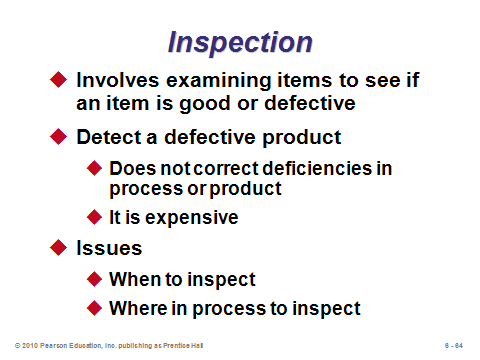 Inspection
Involves examining items to see if
an item is good or defective
Detect a defective product
Does not correct deficiencies in
process or product
It is expensive
Issues
When to inspect
Where in process to inspect
© 2010 Pearson Education, Inc. publishing as Prentice Hall
6 - 64